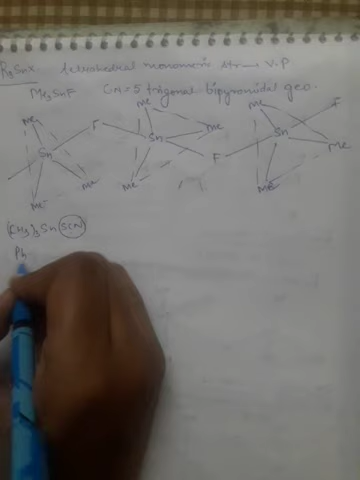 R₃SnX tetrahedral monomeric V.P
Me₃SnF CN=5 trigonal bipyramidal geo.
Me Me Me
F F
Sn Sn Sn
Me Me
F
Me Me Me Me
(CH₃)₃Sn SCN
Ph